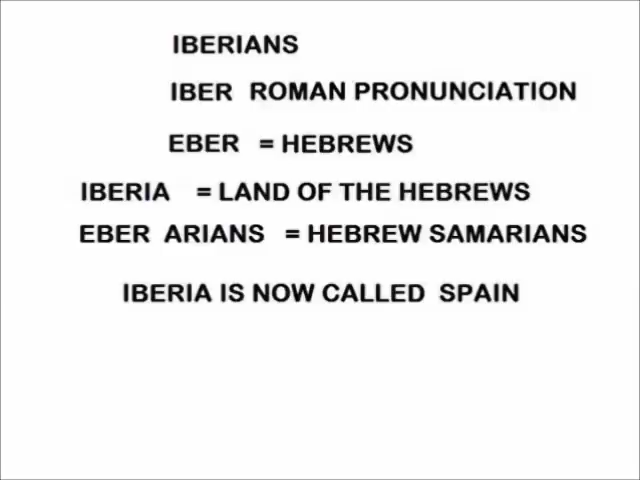 IBERIANS
IBER ROMAN PRONUNCIATION
EBER = HEBREWS
IBERIA = LAND OF THE HEBREWS
EBER ARIANS = HEBREW SAMARIANS
IBERIA IS NOW CALLED SPAIN